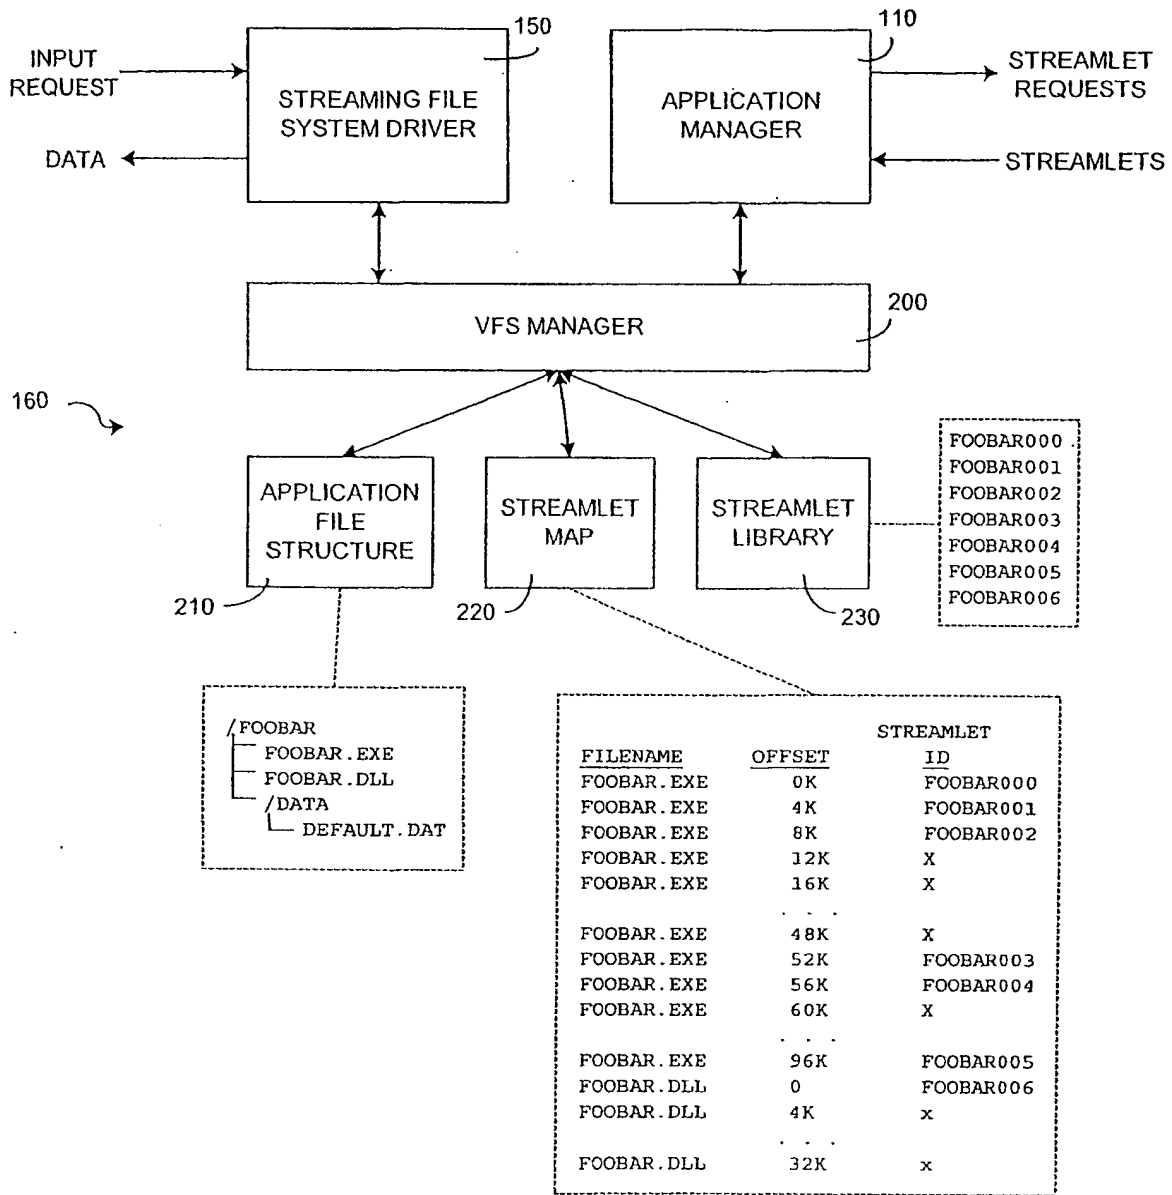 150
110
INPUT
REQUEST
STREAMING FILE
SYSTEM DRIVER
DATA
APPLICATION
MANAGER
STREAMLET
REQUESTS
STREAMLETS
VFS MANAGER
200
160
APPLICATION
FILE
STRUCTURE
210
STREAMLET
MAP
220
STREAMLET
LIBRARY
230
FOOBAR000
FOOBAR001
FOOBAR002
FOOBAR003
FOOBAR004
FOOBAR005
FOOBAR006
/FOOBAR
FOOBAR.EXE
FOOBAR.DLL
/DATA
DEFAULT.DAT
STREAMLET
FILENAME OFFSET ID
FOOBAR.EXE 0K FOOBAR000
FOOBAR.EXE 4K FOOBAR001
FOOBAR.EXE 8K FOOBAR002
FOOBAR.EXE 12K X
FOOBAR.EXE 16K X
. . .
FOOBAR.EXE 48K X
FOOBAR.EXE 52K FOOBAR003
FOOBAR.EXE 56K FOOBAR004
FOOBAR.EXE 60K X
. . .
FOOBAR.EXE 96K FOOBAR005
FOOBAR.DLL 0 FOOBAR006
FOOBAR.DLL 4K x
. . .
FOOBAR.DLL 32K x